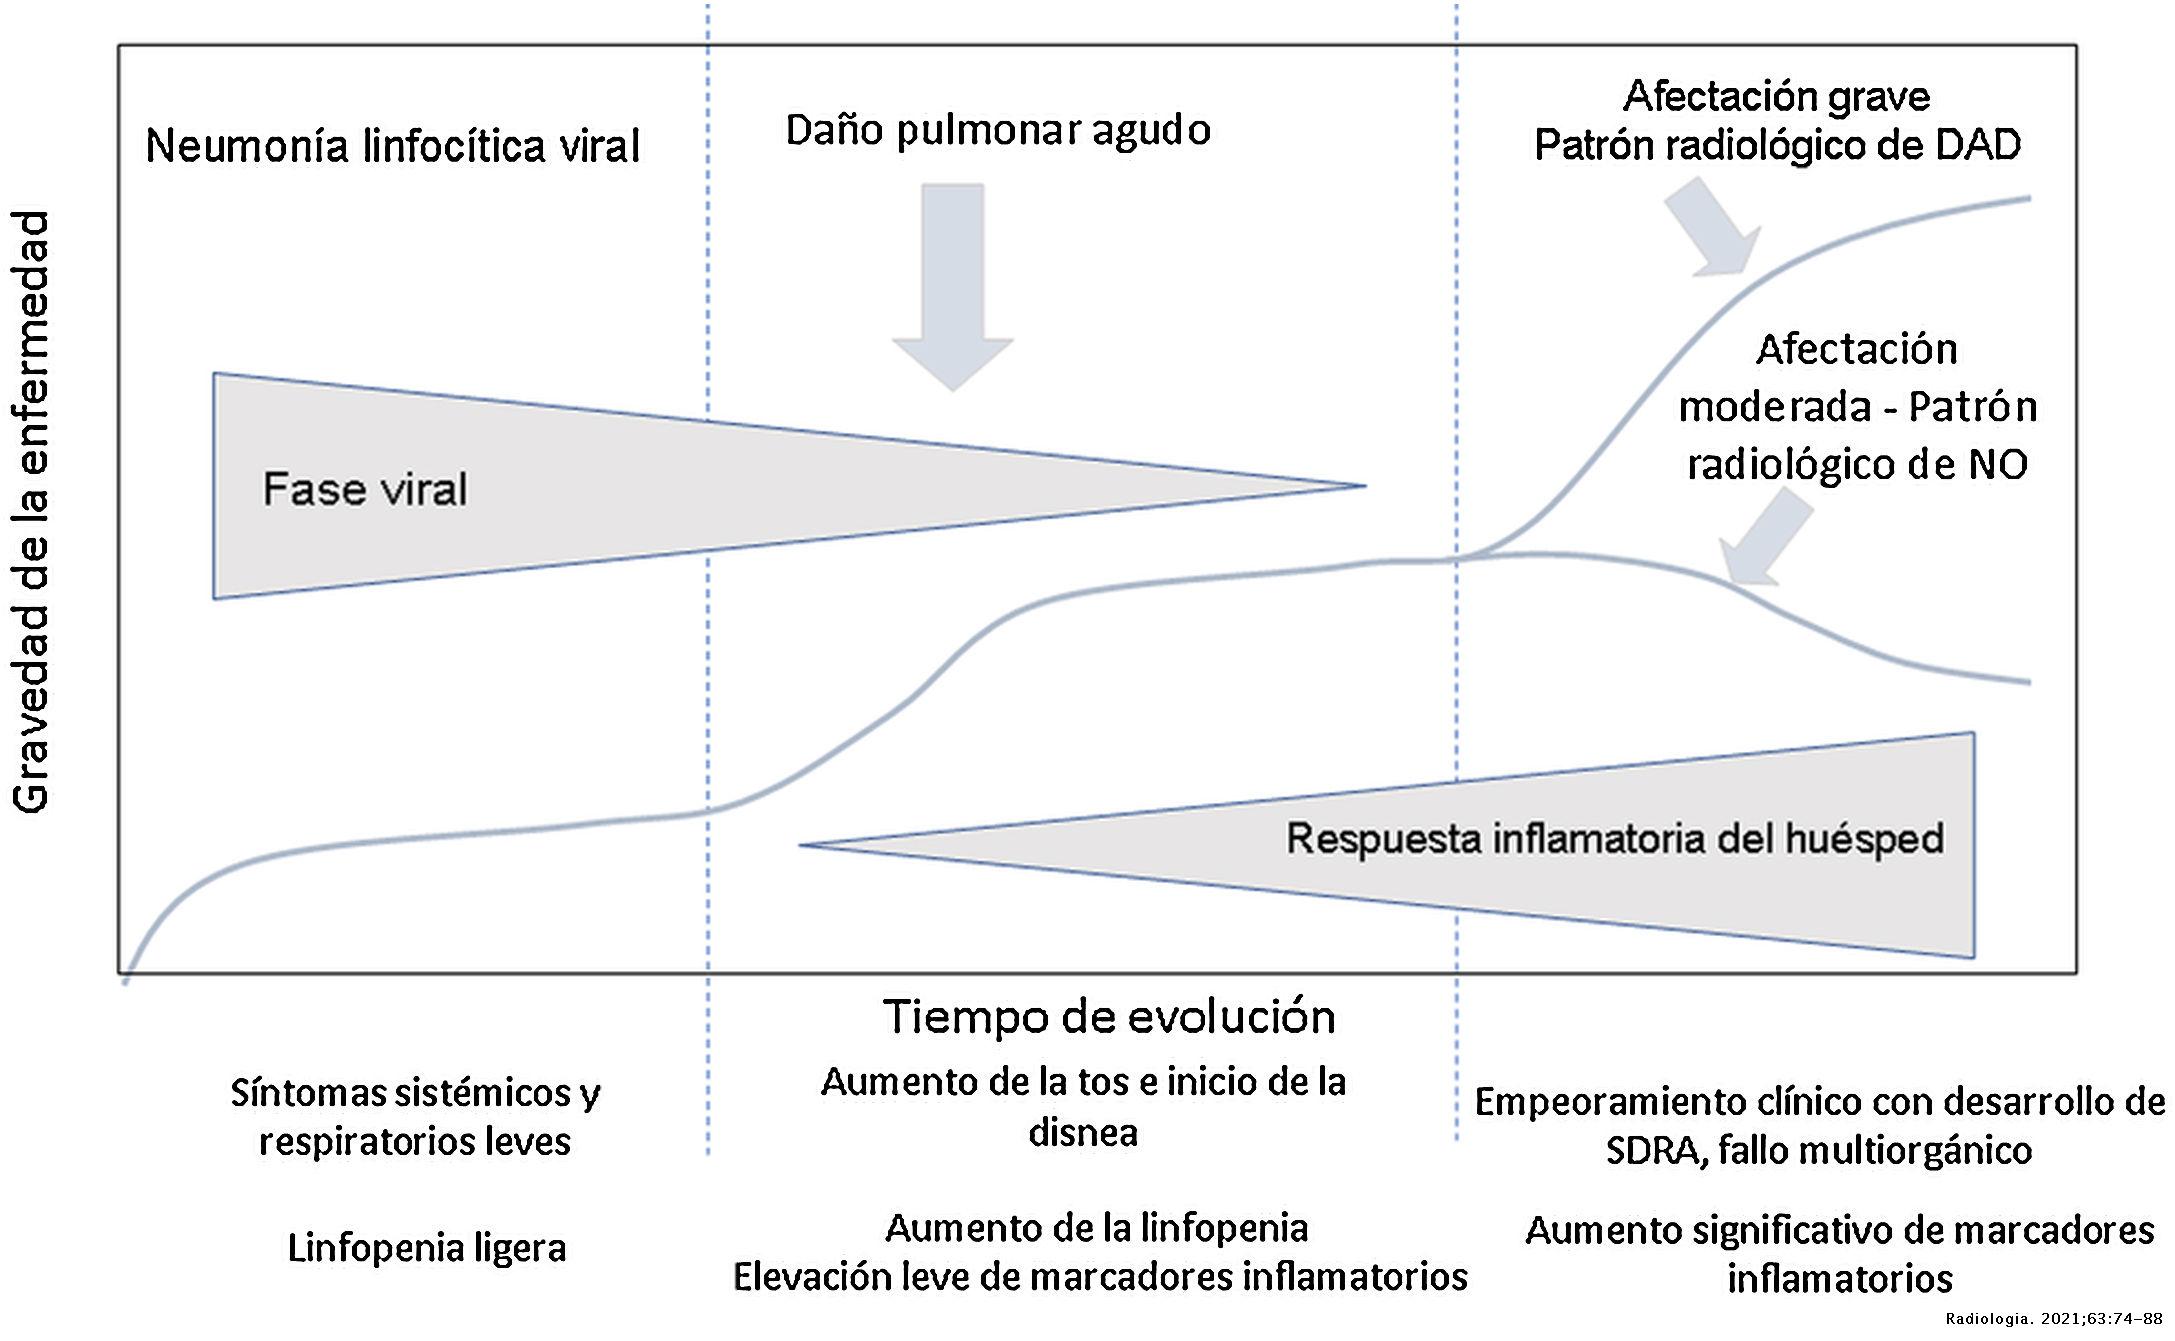 Gravedad de la enfermedad
Neumonía linfocítica viral
Daño pulmonar agudo
Afectación grave
Patrón radiológico de DAD
Afectación
moderada - Patrón
radiológico de NO
Fase viral
Respuesta inflamatoria del huésped
Tiempo de evolución
Síntomas sistémicos y
respiratorios leves
Aumento de la tos e inicio de la
disnea
Empeoramiento clínico con desarrollo de
SDRA, fallo multiorgánico
Linfopenia ligera
Aumento de la linfopenia
Elevación leve de marcadores inflamatorios
Aumento significativo de marcadores
inflamatorios
Radiologia. 2021;63:74–88